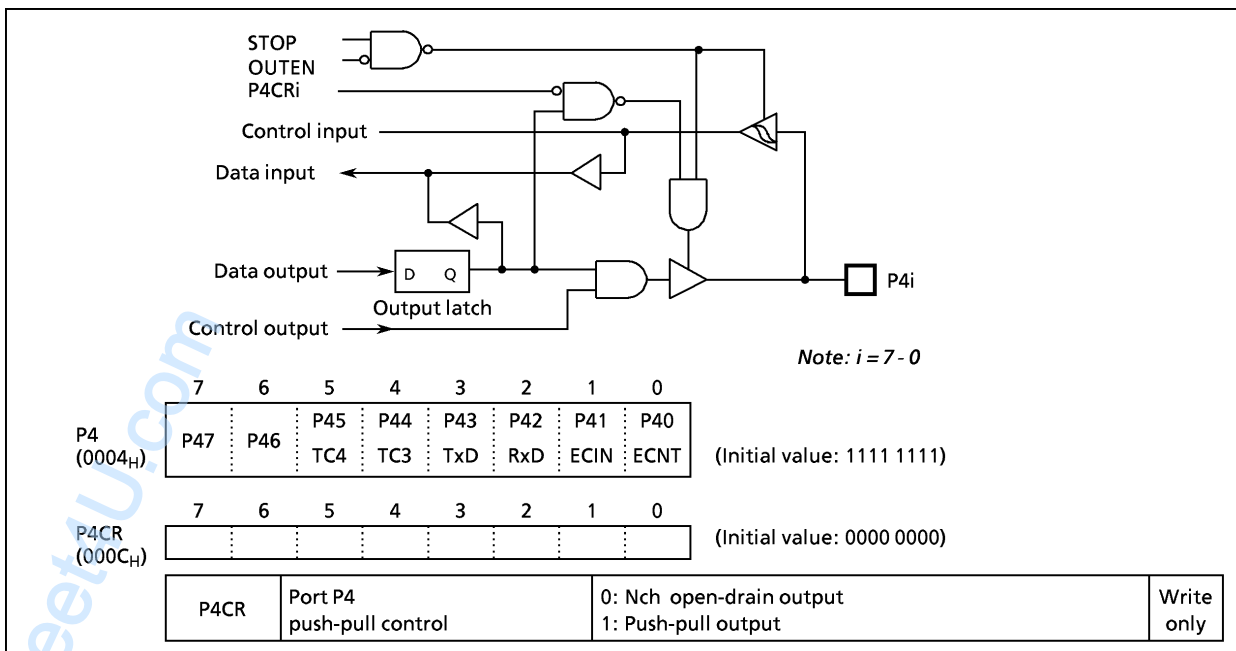 STOP
OUTEN
P4CRi
Control input
Data input
Data output
D Q
Output latch
Control output
P4i
Note: i = 7 - 0
7 6 5 4 3 2 1 0
P4
(0004H)
P47 P46 P45 P44 P43 P42 P41 P40
TC4 TC3 TxD RxD ECIN ECNT
(Initial value: 1111 1111)
7 6 5 4 3 2 1 0
P4CR
(000CH)
(Initial value: 0000 0000)
P4CR
Port P4
push-pull control
0: Nch open-drain output
1: Push-pull output
Write
only
eet4U.com